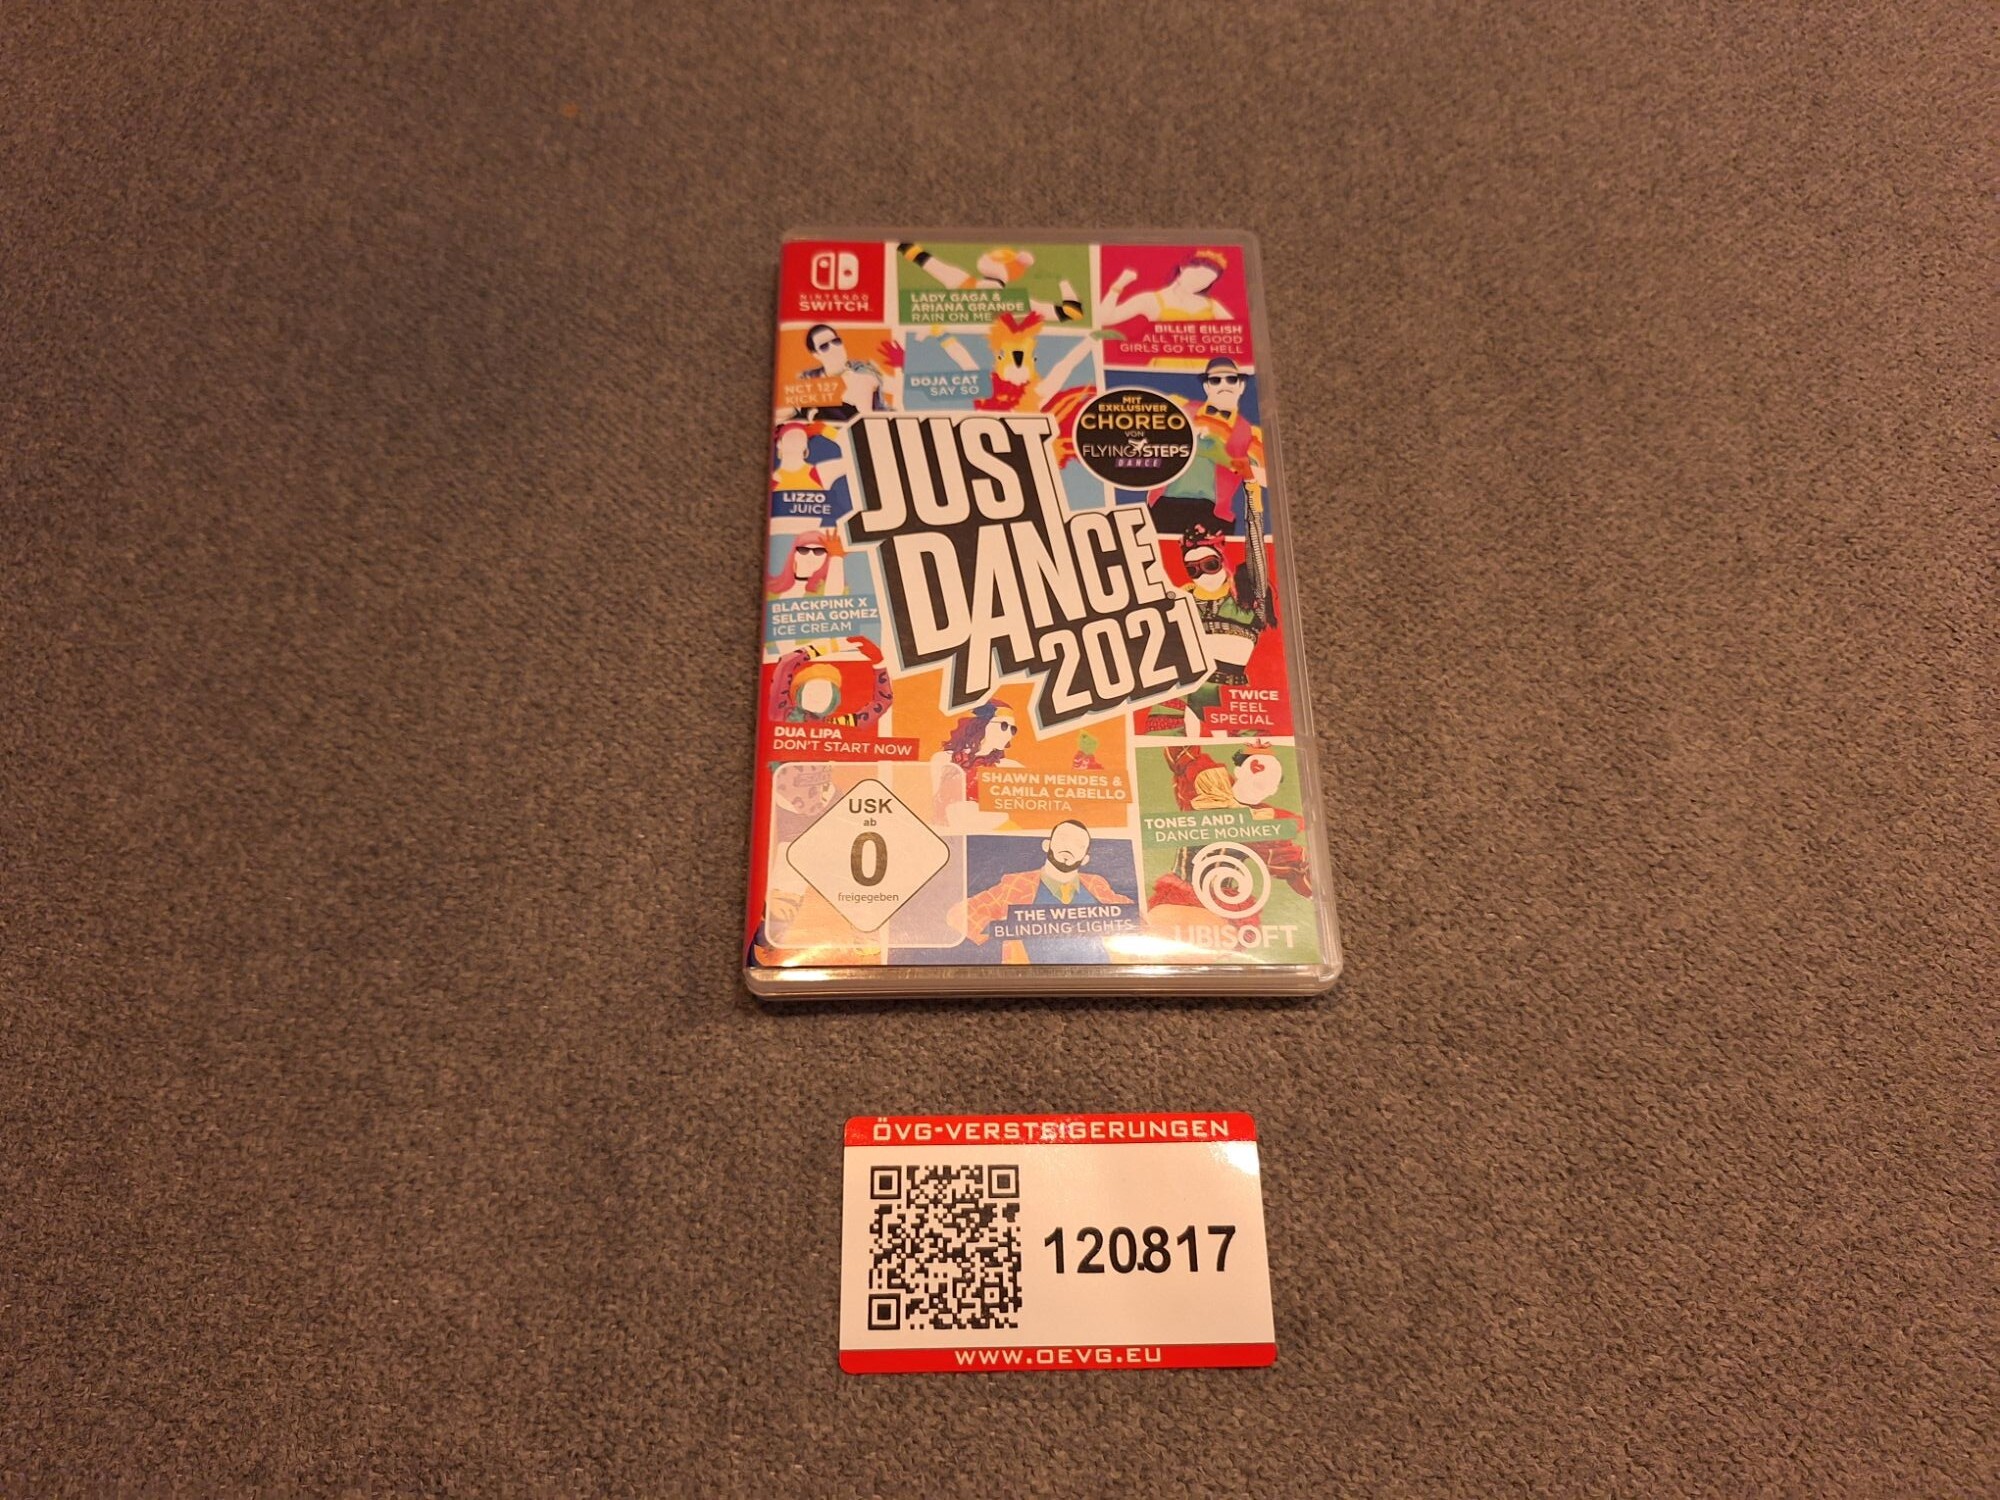 NINTENDO
SWITCH
LADY GAGA &
ARIANA GRANDE
RAIN ON ME
BILLIE EILISH
ALL THE GOOD
GIRLS GO TO HELL
NCT 127
KICK IT
DOJA CAT
SAY SO
MIT
EXKLUSIVER
CHOREO
VON
FLYING STEPS
DANCE
JUST
DANCE
2021
LIZZO
JUICE
BLACKPINK X
SELENA GOMEZ
ICE CREAM
TWICE
FEEL
SPECIAL
DUA LIPA
DON'T START NOW
SHAWN MENDES &
CAMILA CABELLO
SEÑORITA
TONES AND I
DANCE MONKEY
USK
ab
0
freigegeben
THE WEEKND
BLINDING LIGHTS
UBISOFT
ÖVG-VERSTEIGERUNGEN
120.817
WWW.OEVG.EU